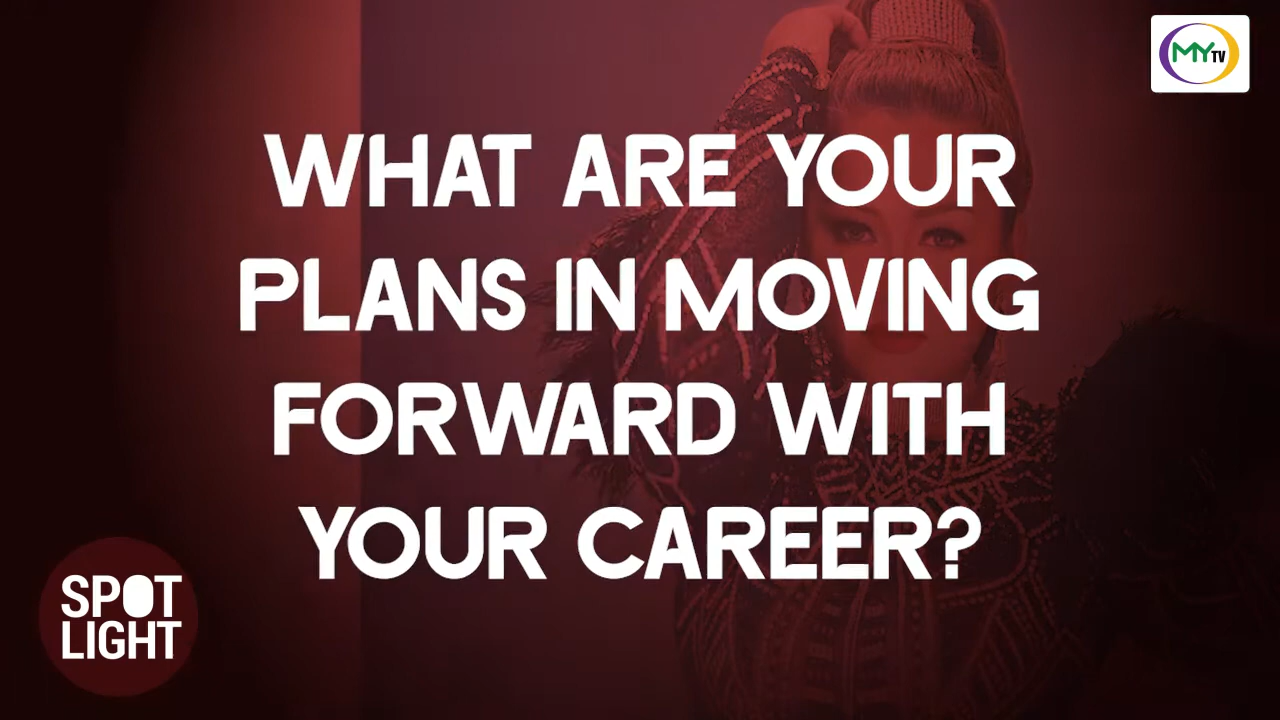 MYTV
WHAT ARE YOUR
PLANS IN MOVING
FORWARD WITH
YOUR CAREER?
SPOT
LIGHT